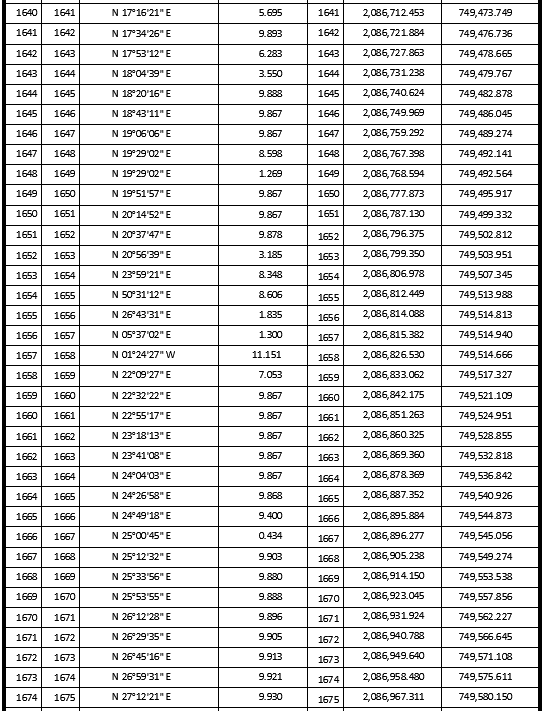 1640 1641 N 17°16'21" E 5.695 1641 2,086,712.453 749,473.749
1641 1642 N 17°34'26" E 9.893 1642 2,086,721.884 749,476.736
1642 1643 N 17°53'12" E 6.283 1643 2,086,727.863 749,478.665
1643 1644 N 18°04'39" E 3.550 1644 2,086,731.238 749,479.767
1644 1645 N 18°20'16" E 9.888 1645 2,086,740.624 749,482.878
1645 1646 N 18°43'11" E 9.867 1646 2,086,749.969 749,486.045
1646 1647 N 19°06'06" E 9.867 1647 2,086,759.292 749,489.274
1647 1648 N 19°29'02" E 8.598 1648 2,086,767.398 749,492.141
1648 1649 N 19°29'02" E 1.269 1649 2,086,768.594 749,492.564
1649 1650 N 19°51'57" E 9.867 1650 2,086,777.873 749,495.917
1650 1651 N 20°14'52" E 9.867 1651 2,086,787.130 749,499.332
1651 1652 N 20°37'47" E 9.878 1652 2,086,796.375 749,502.812
1652 1653 N 20°56'39" E 3.185 1653 2,086,799.350 749,503.951
1653 1654 N 23°59'21" E 8.348 1654 2,086,806.978 749,507.345
1654 1655 N 50°31'12" E 8.606 1655 2,086,812.449 749,513.988
1655 1656 N 26°43'31" E 1.835 1656 2,086,814.088 749,514.813
1656 1657 N 05°37'02" E 1.300 1657 2,086,815.382 749,514.940
1657 1658 N 01°24'27" W 11.151 1658 2,086,826.530 749,514.666
1658 1659 N 22°09'27" E 7.053 1659 2,086,833.062 749,517.327
1659 1660 N 22°32'22" E 9.867 1660 2,086,842.175 749,521.109
1660 1661 N 22°55'17" E 9.867 1661 2,086,851.263 749,524.951
1661 1662 N 23°18'13" E 9.867 1662 2,086,860.325 749,528.855
1662 1663 N 23°41'08" E 9.867 1663 2,086,869.360 749,532.818
1663 1664 N 24°04'03" E 9.867 1664 2,086,878.369 749,536.842
1664 1665 N 24°26'58" E 9.868 1665 2,086,887.352 749,540.926
1665 1666 N 24°49'18" E 9.400 1666 2,086,895.884 749,544.873
1666 1667 N 25°00'45" E 0.434 1667 2,086,896.277 749,545.056
1667 1668 N 25°12'32" E 9.903 1668 2,086,905.238 749,549.274
1668 1669 N 25°33'56" E 9.880 1669 2,086,914.150 749,553.538
1669 1670 N 25°53'55" E 9.888 1670 2,086,923.045 749,557.856
1670 1671 N 26°12'28" E 9.896 1671 2,086,931.924 749,562.227
1671 1672 N 26°29'35" E 9.905 1672 2,086,940.788 749,566.645
1672 1673 N 26°45'16" E 9.913 1673 2,086,949.640 749,571.108
1673 1674 N 26°59'31" E 9.921 1674 2,086,958.480 749,575.611
1674 1675 N 27°12'21" E 9.930 1675 2,086,967.311 749,580.150